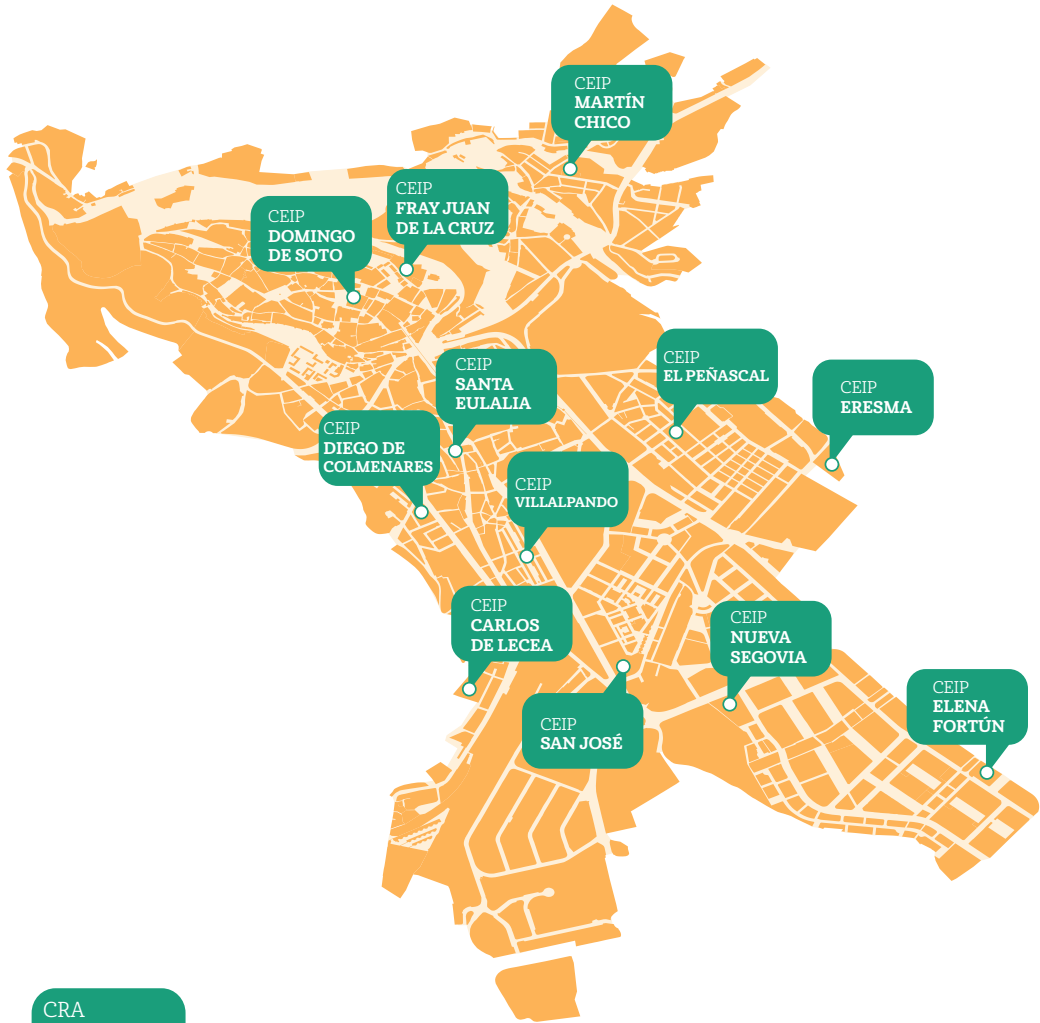 CEIP
MARTÍN
CHICO
CEIP
FRAY JUAN
DE LA CRUZ
CEIP
DOMINGO
DE SOTO
CEIP
EL PEÑASCAL
CEIP
SANTA
EULALIA
CEIP
ERESMA
CEIP
DIEGO DE
COLMENARES
CEIP
VILLALPANDO
CEIP
CARLOS
DE LECEA
CEIP
NUEVA
SEGOVIA
CEIP
ELENA
FORTÚN
CEIP
SAN JOSÉ
CRA